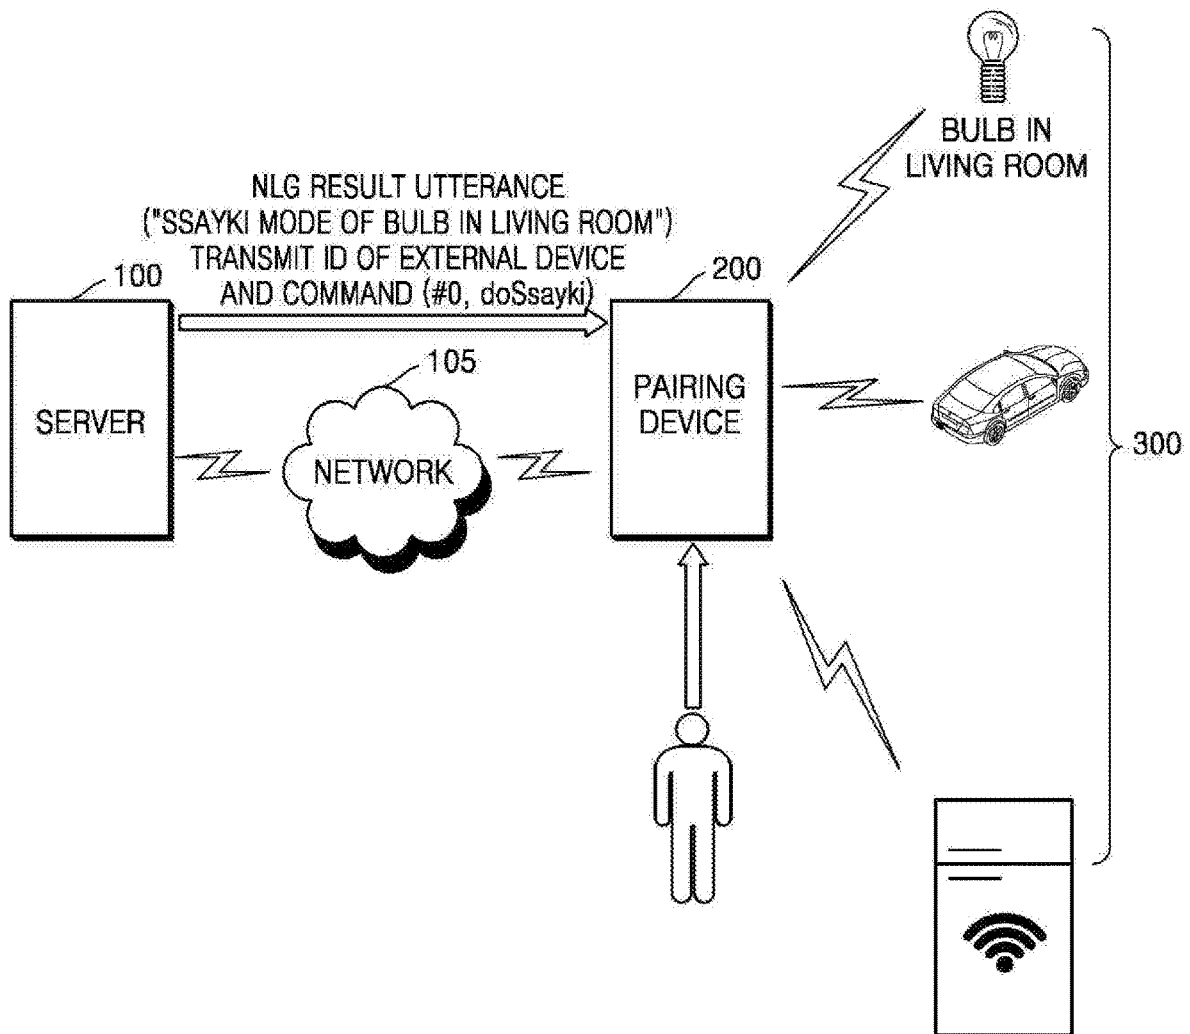 BULB IN
LIVING ROOM
NLG RESULT UTTERANCE
("SSAYKI MODE OF BULB IN LIVING ROOM")
TRANSMIT ID OF EXTERNAL DEVICE
AND COMMAND (#0, doSsayki)
100
200
105
SERVER
NETWORK
PAIRING
DEVICE
300